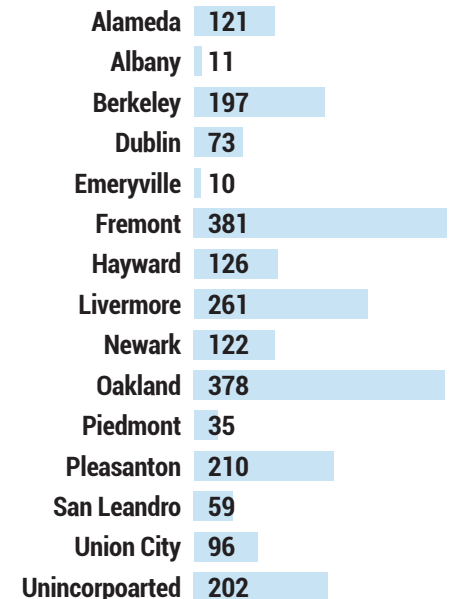 Alameda 121
Albany 11
Berkeley 197
Dublin 73
Emeryville 10
Fremont 381
Hayward 126
Livermore 261
Newark 122
Oakland 378
Piedmont 35
Pleasanton 210
San Leandro 59
Union City 96
Unincorpoarted 202